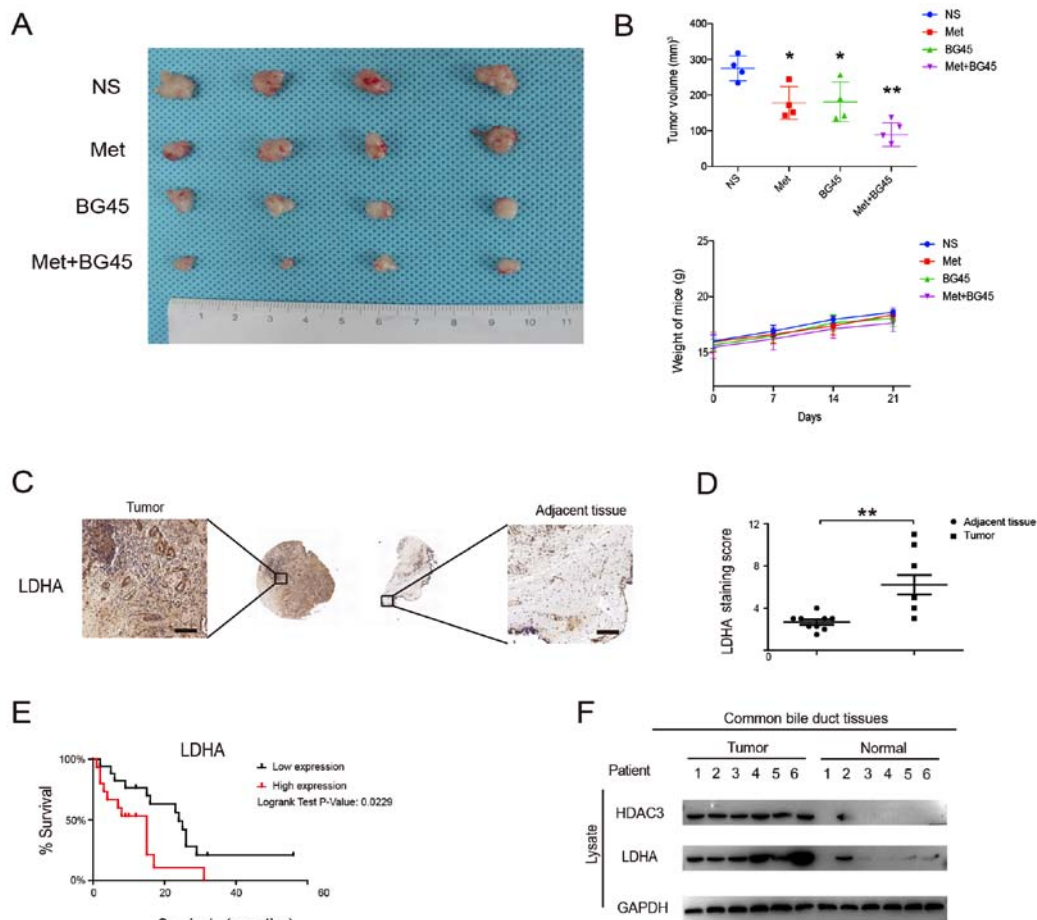 A
NS
Met
BG45
Met+BG45
1 2 3 4 5 6 7 8 9 10 11
B
Tumor volume (mm)³
400
300
200
100
0
* * **
NS Met BG45 Met+BG45
NS
Met
BG45
Met+BG45
Weight of mice (g)
25
20
15
0 7 14 21
Days
NS
Met
BG45
Met+BG45
C
Tumor
Adjacent tissue
LDHA
D
LDHA staining score
12
8
4
0
**
Adjacent tissue
Tumor
E
LDHA
% Survival
100%
50%
0%
0 20 40 60
Low expression
High expression
Logrank Test P-Value: 0.0229
F
Common bile duct tissues
Tumor Normal
Patient 1 2 3 4 5 6 1 2 3 4 5 6
Lysate
HDAC3
LDHA
GAPDH